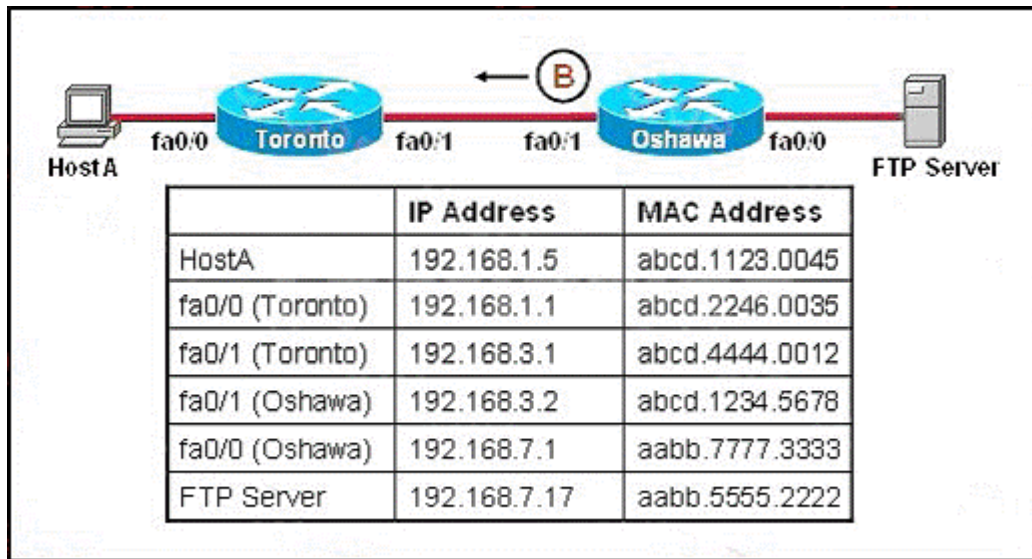 B
fa0/0 Toronto fa0/1 fa0/1 Oshawa fa0/0
HostA FTP Server
IP Address MAC Address
HostA 192.168.1.5 abcd.1123.0045
fa0/0 (Toronto) 192.168.1.1 abcd.2246.0035
fa0/1 (Toronto) 192.168.3.1 abcd.4444.0012
fa0/1 (Oshawa) 192.168.3.2 abcd.1234.5678
fa0/0 (Oshawa) 192.168.7.1 aabb.7777.3333
FTP Server 192.168.7.17 aabb.5555.2222